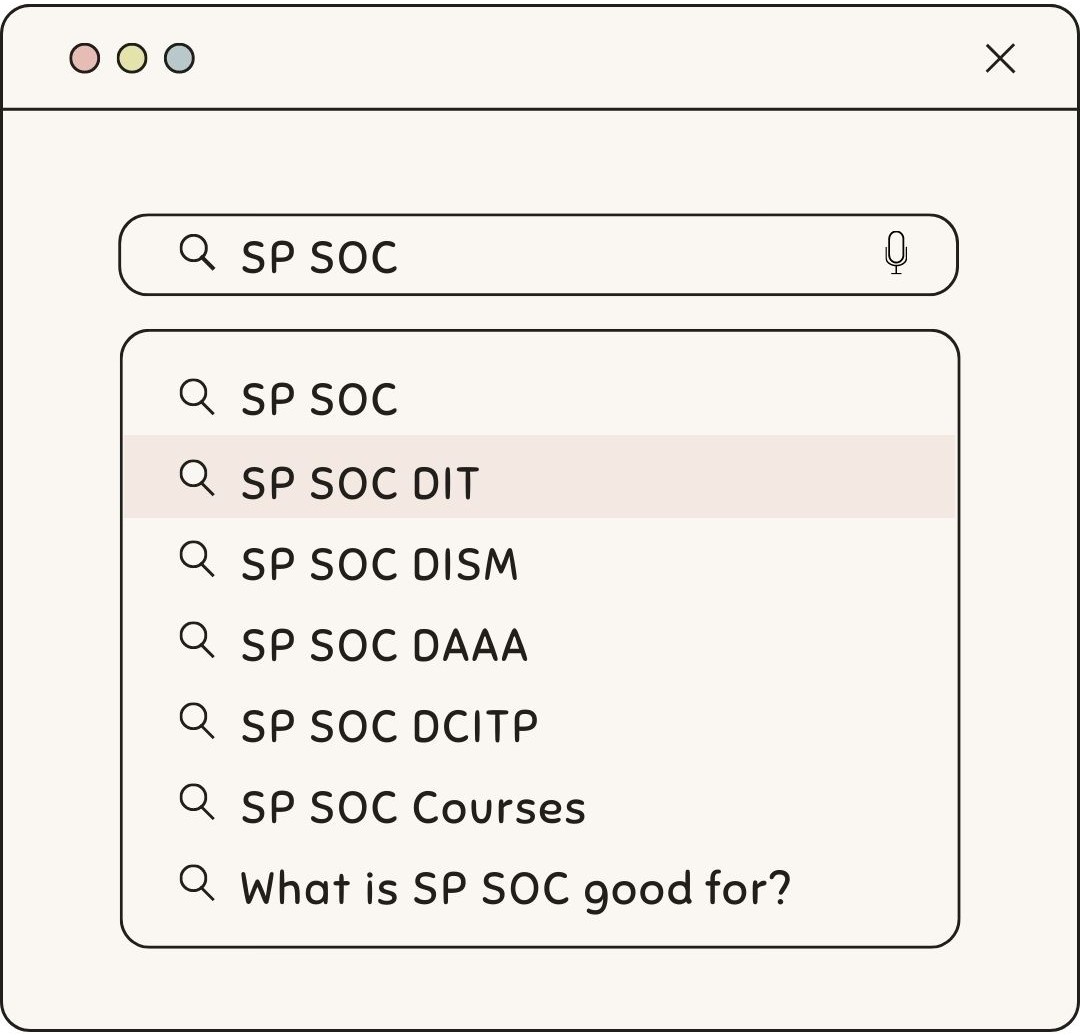 SP SOC
SP SOC
SP SOC DIT
SP SOC DISM
SP SOC DAAA
SP SOC DCITP
SP SOC Courses
What is SP SOC good for?